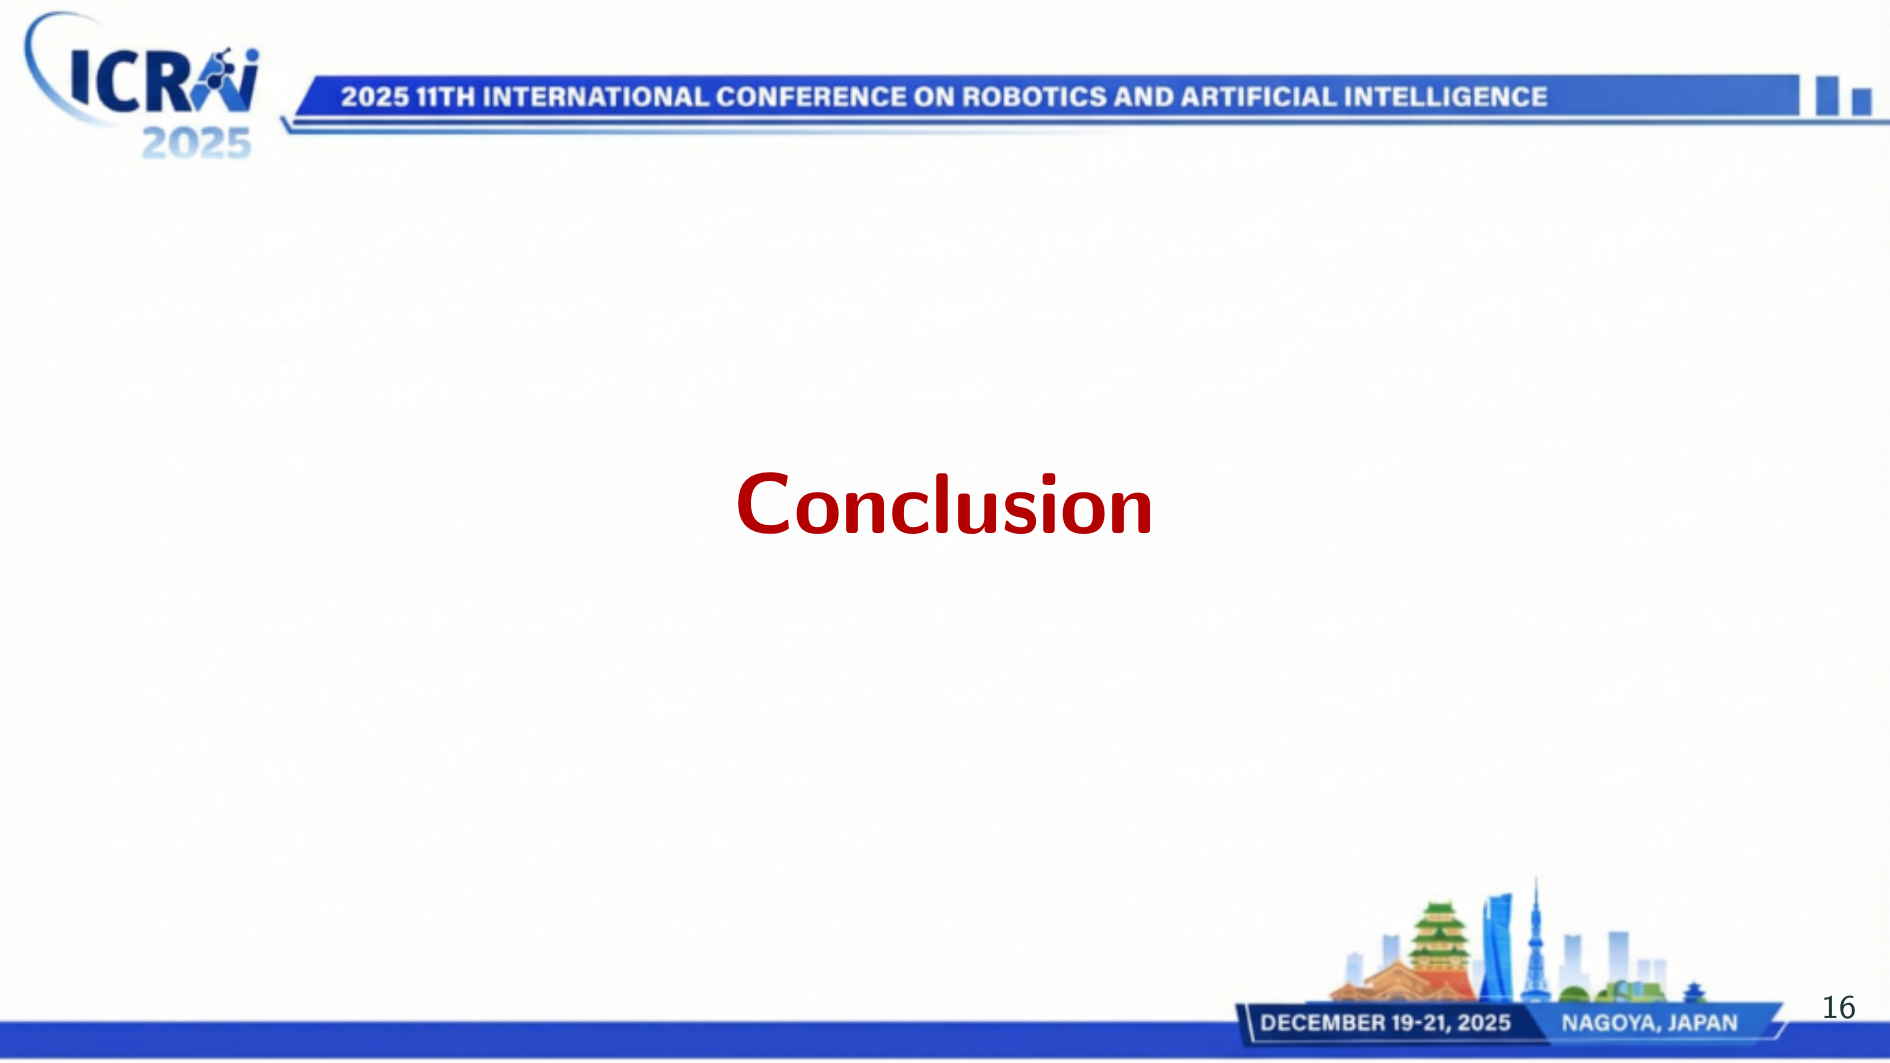 ICRAi
2025
2025 11TH INTERNATIONAL CONFERENCE ON ROBOTICS AND ARTIFICIAL INTELLIGENCE
Conclusion
DECEMBER 19-21, 2025
NAGOYA, JAPAN
16